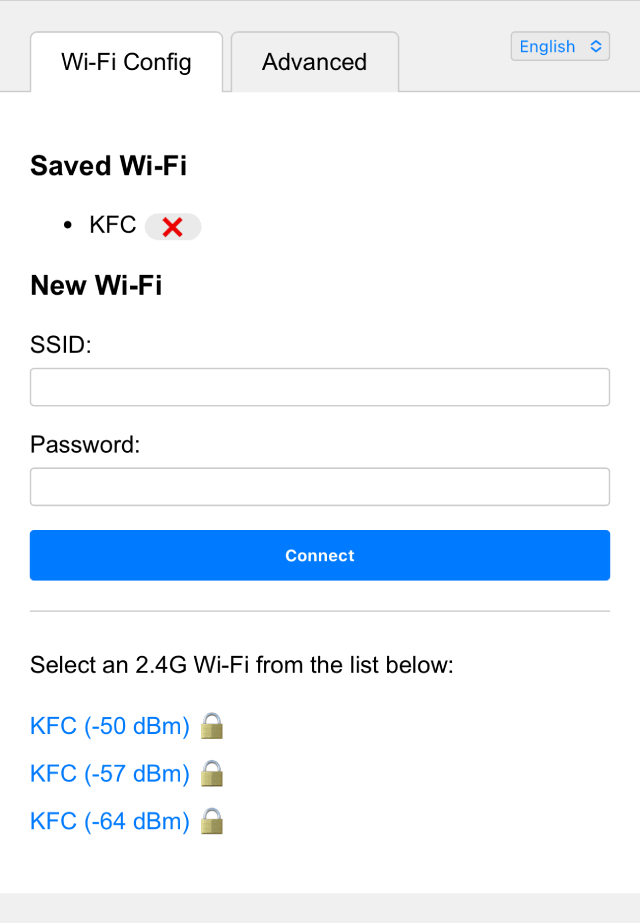 Wi-Fi Config
Advanced
English
Saved Wi-Fi
• KFC ❌
New Wi-Fi
SSID:
Password:
Connect
Select an 2.4G Wi-Fi from the list below:
KFC (-50 dBm) 🔒
KFC (-57 dBm) 🔒
KFC (-64 dBm) 🔒